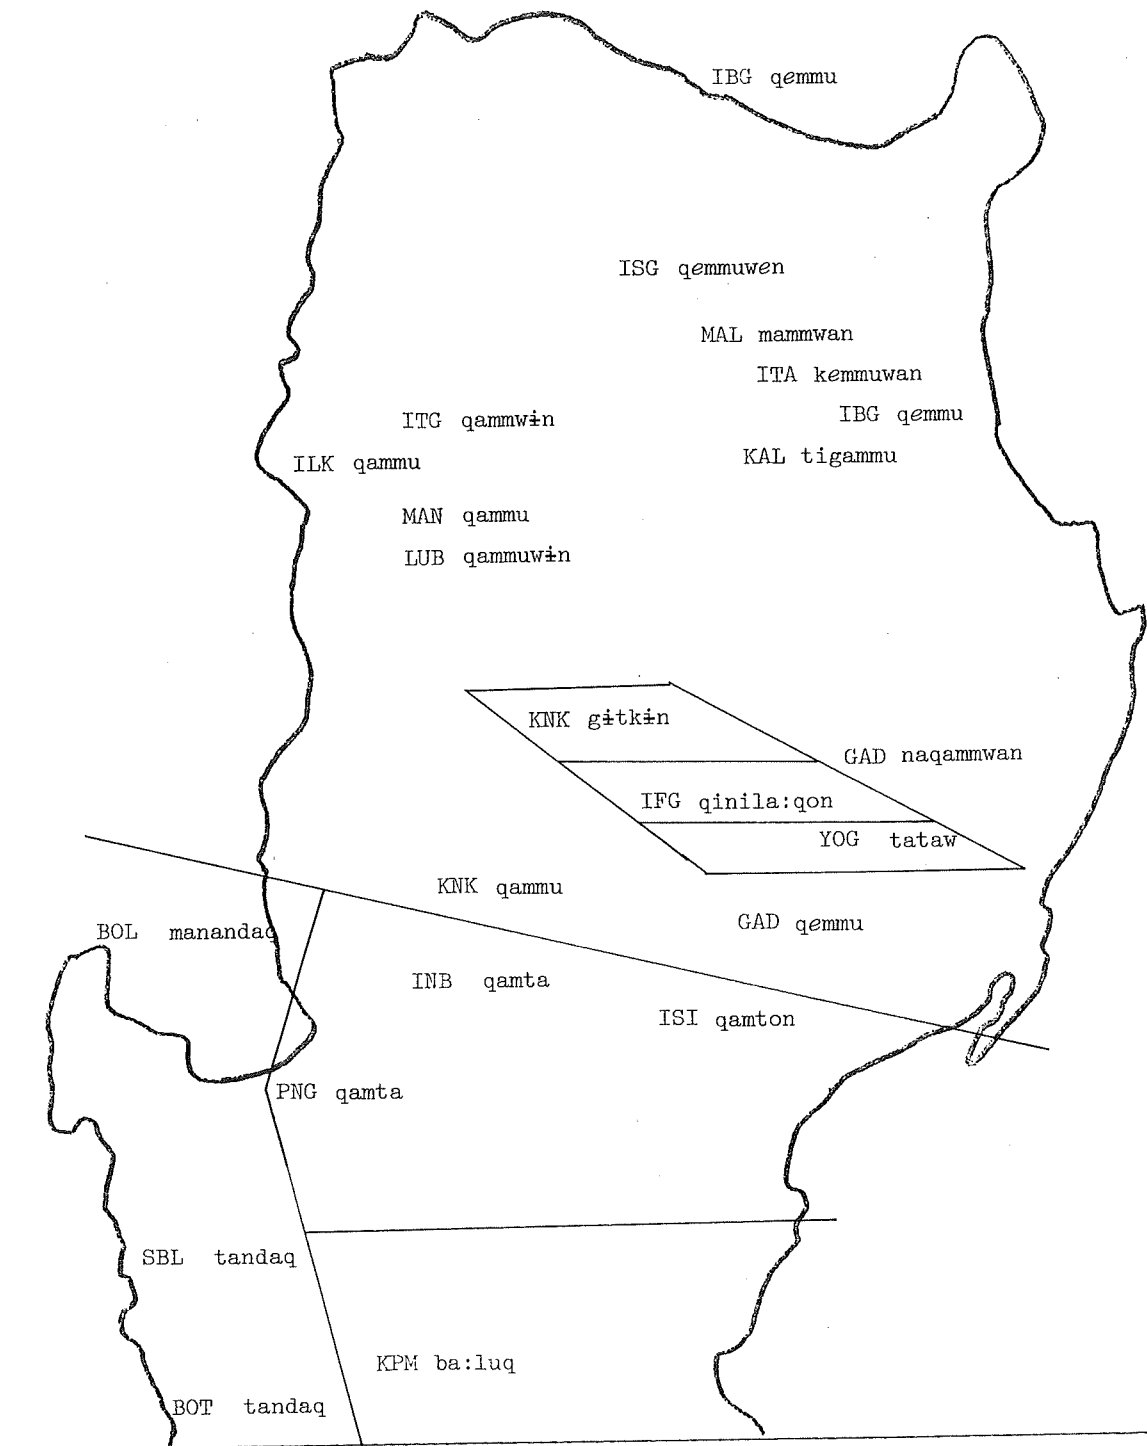 IBG qemmu
ISG qemmuwen
MAL mammwan
ITA kemmuwan
ITG qammwɨn
IBG qemmu
ILK qammu
KAL tigammu
MAN qammu
LUB qammuwɨn
KNK gɨtkɨn
GAD naqammwan
IFG qinila:qon
YOG tataw
KNK qammu
GAD qemmu
BOL manandaq
INB qamta
ISI qamton
PNG qamta
SBL tandaq
KPM ba:luq
BOT tandaq